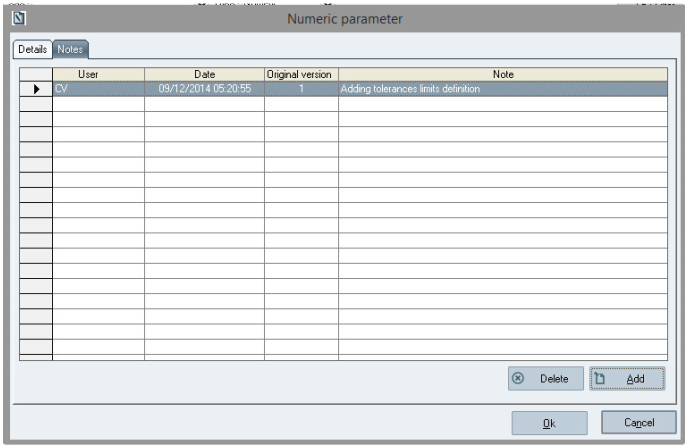 Numeric parameter
Details Notes
User Date Original version Note
CV 09/12/2014 05:20:55 1 Adding tolerances limits definition
Delete Add
Ok Cancel